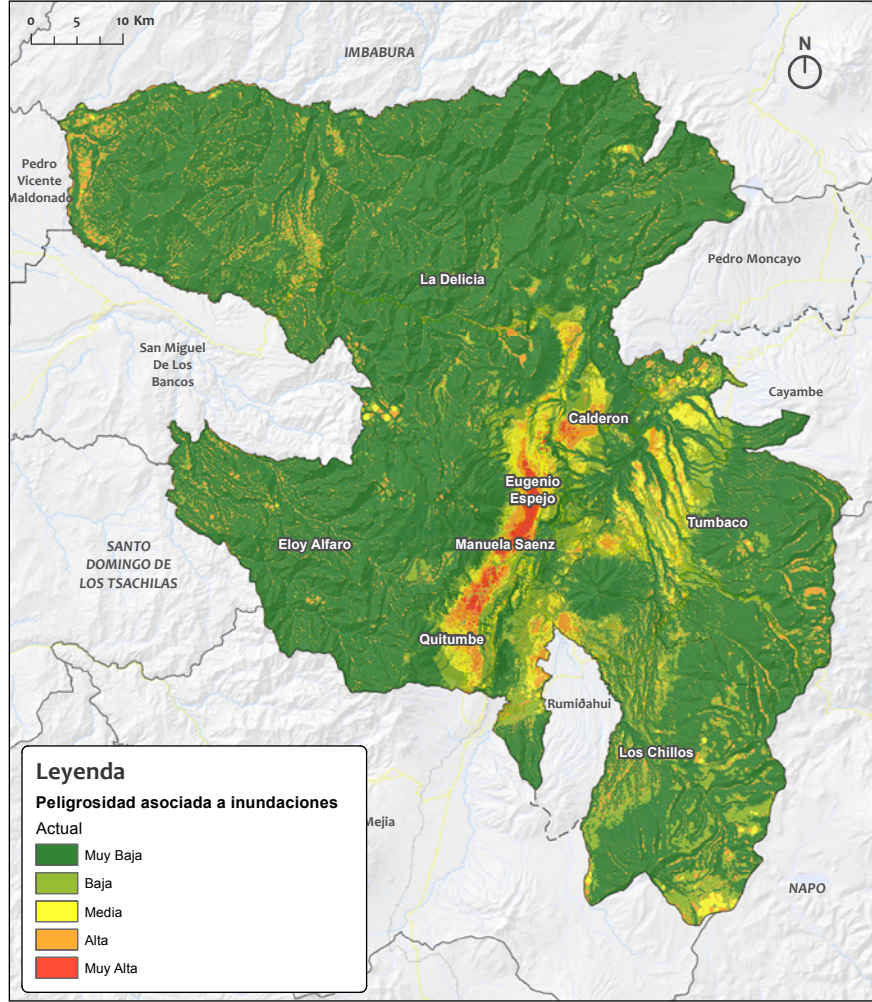 0 5 10 Km
IMBABURA
N
Pedro
Vicente
Maldonado
Pedro Moncayo
La Delicia
San Miguel
De Los
Bancos
Cayambe
Calderon
Eugenio
Espejo
Tumbaco
Eloy Alfaro
Manuela Saenz
SANTO
DOMINGO DE
LOS TSACHILAS
Quitumbe
Rumiðahui
Los Chillos
Mejia
NAPO
Leyenda
Peligrosidad asociada a inundaciones
Actual
Muy Baja
Baja
Media
Alta
Muy Alta